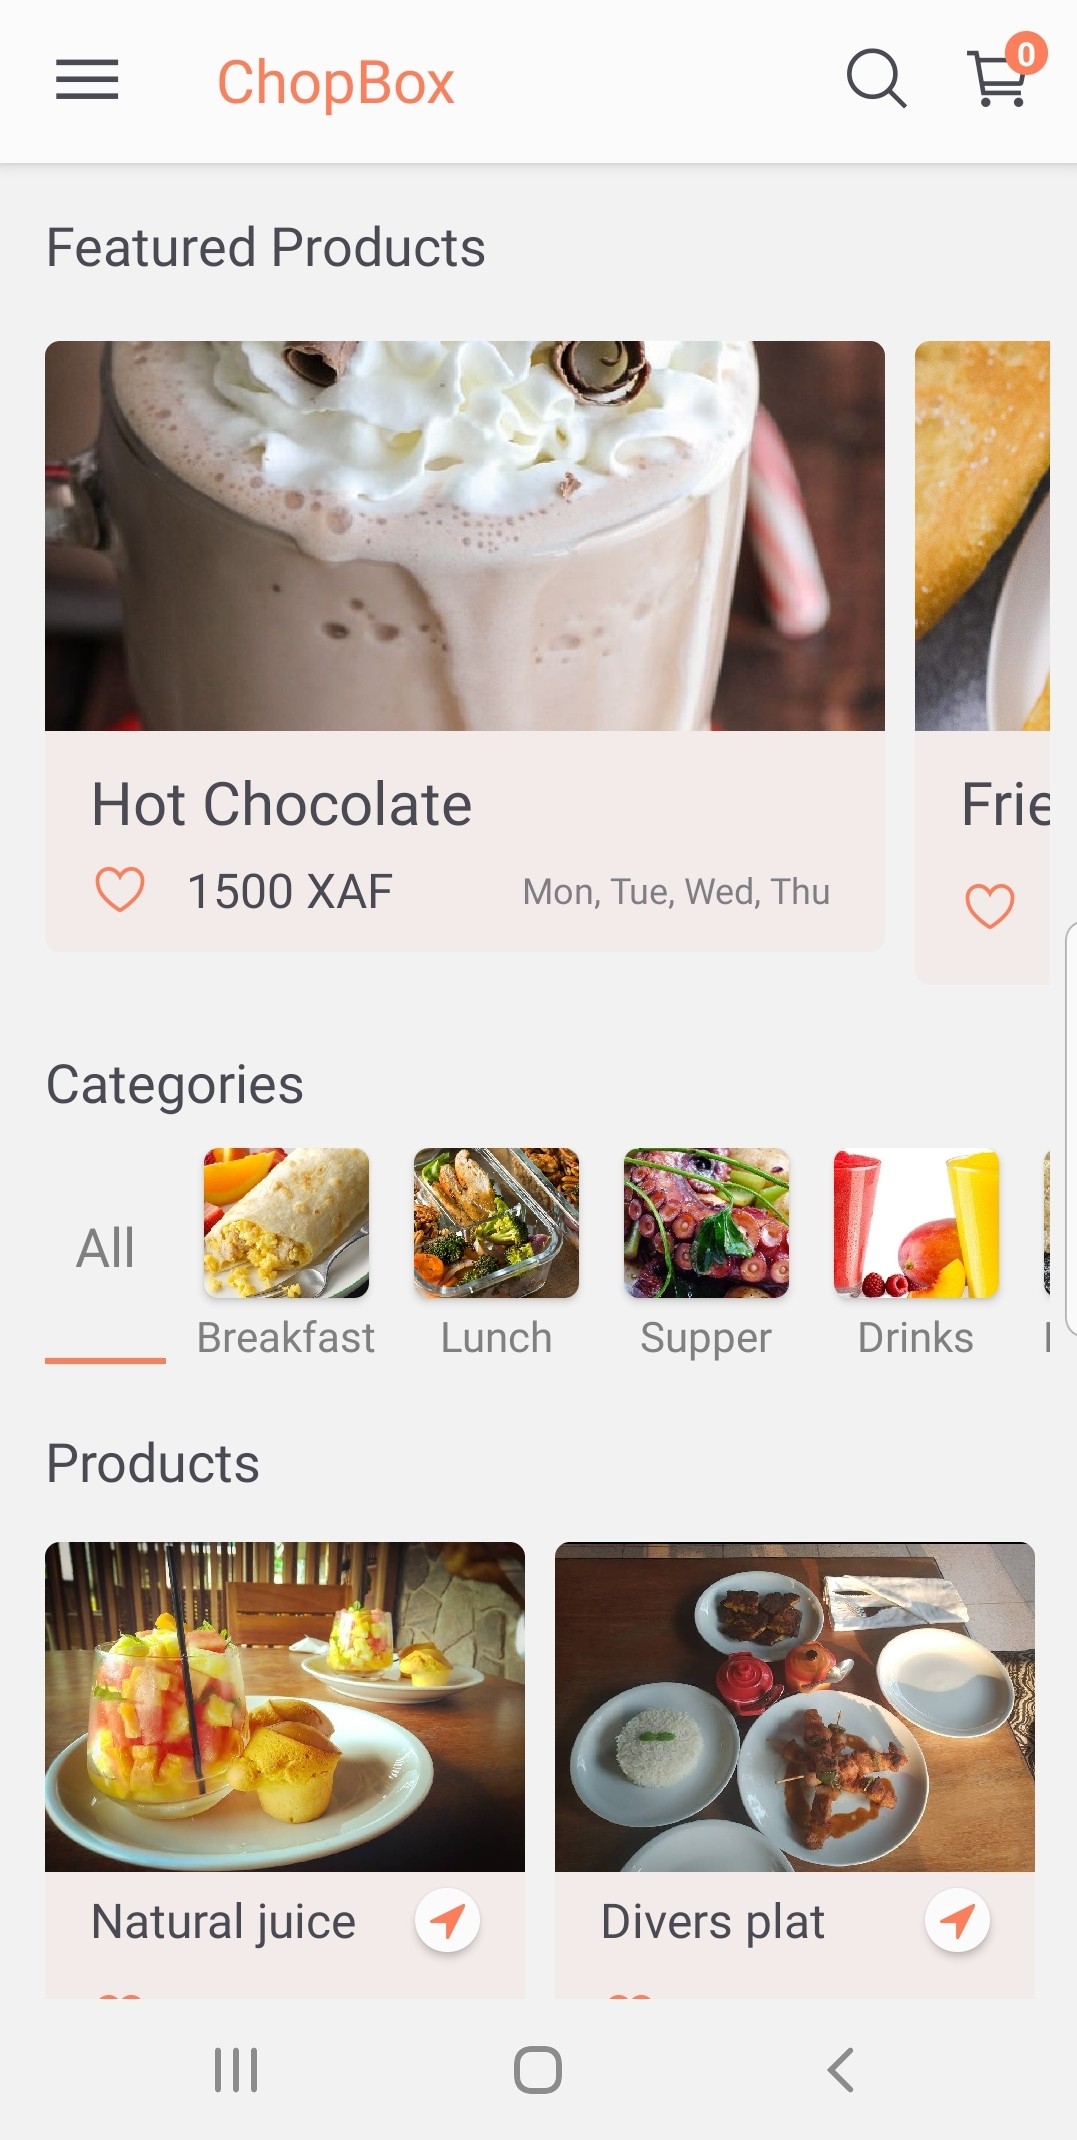 ChopBox
0
Featured Products
Hot Chocolate
1500 XAF
Mon, Tue, Wed, Thu
Frie
Categories
All
Breakfast
Lunch
Supper
Drinks
Products
Natural juice
Divers plat